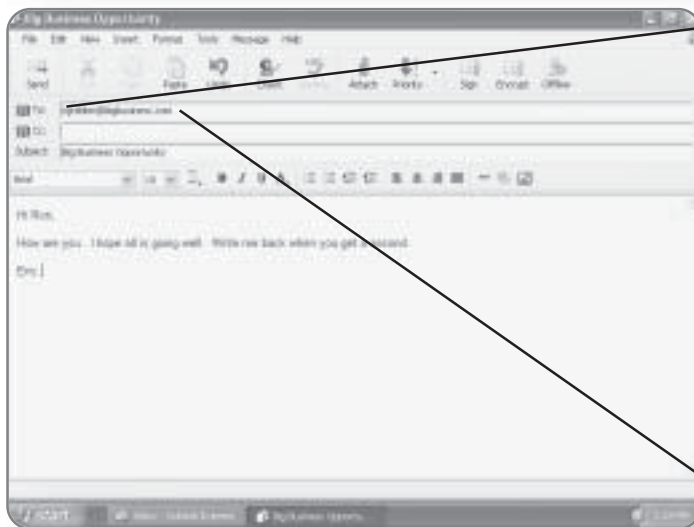 Big Business Opportunity
File Edit View Insert Format Tools Message Help
Send Paste Undo Check Attach Priority Sign Encrypt Offline
To:
Cc:
Subject: Big Business Opportunity
Arial
Hi Ron,
How are you. I hope all is going well. Write me back when you get a second.
Eric
start